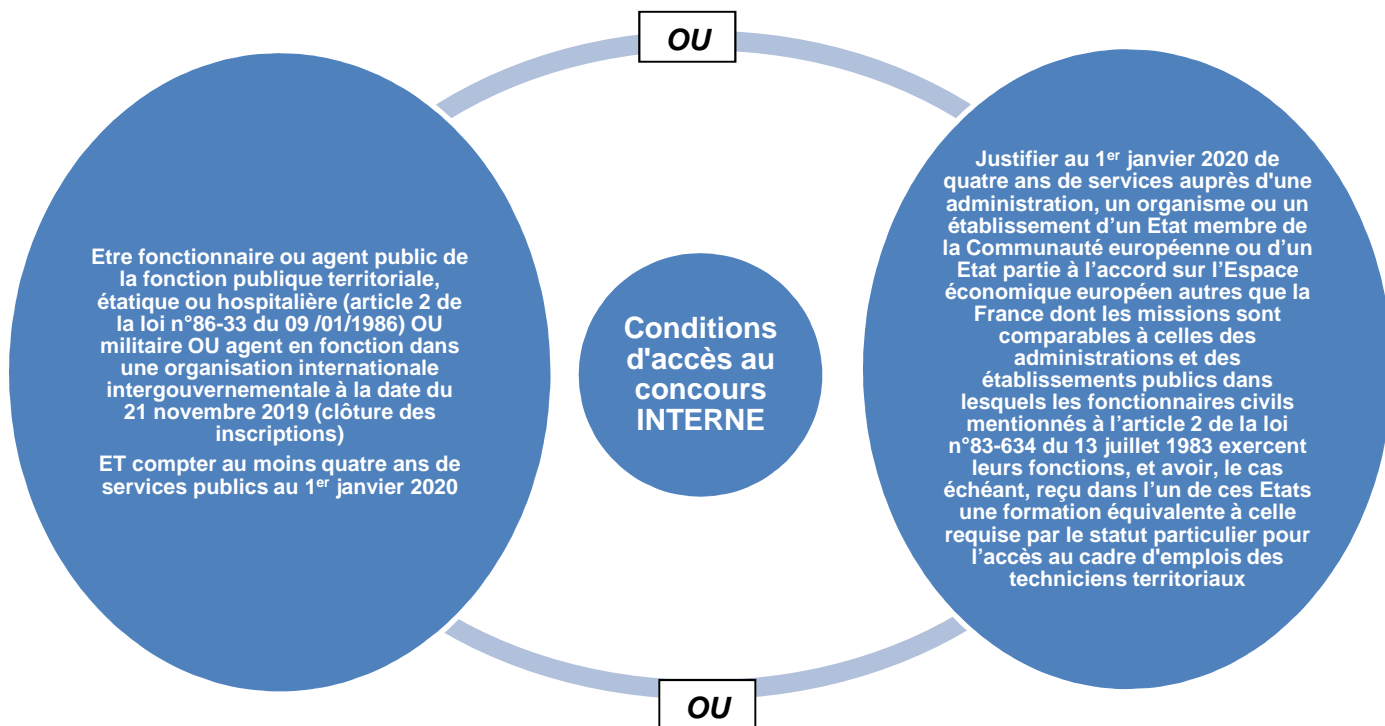 OU
Etre fonctionnaire ou agent public de
la fonction publique territoriale,
étatique ou hospitalière (article 2 de
la loi n°86-33 du 09 /01/1986) OU
militaire OU agent en fonction dans
une organisation internationale
intergouvernementale à la date du
21 novembre 2019 (clôture des
inscriptions)
ET compter au moins quatre ans de
services publics au 1er janvier 2020
Conditions
d'accès au
concours
INTERNE
Justifier au 1er janvier 2020 de
quatre ans de services auprès d'une
administration, un organisme ou un
établissement d’un Etat membre de
la Communauté européenne ou d’un
Etat partie à l’accord sur l’Espace
économique européen autres que la
France dont les missions sont
comparables à celles des
administrations et des
établissements publics dans
lesquels les fonctionnaires civils
mentionnés à l’article 2 de la loi
n°83-634 du 13 juillet 1983 exercent
leurs fonctions, et avoir, le cas
échéant, reçu dans l’un de ces Etats
une formation équivalente à celle
requise par le statut particulier pour
l’accès au cadre d'emplois des
techniciens territoriaux
OU